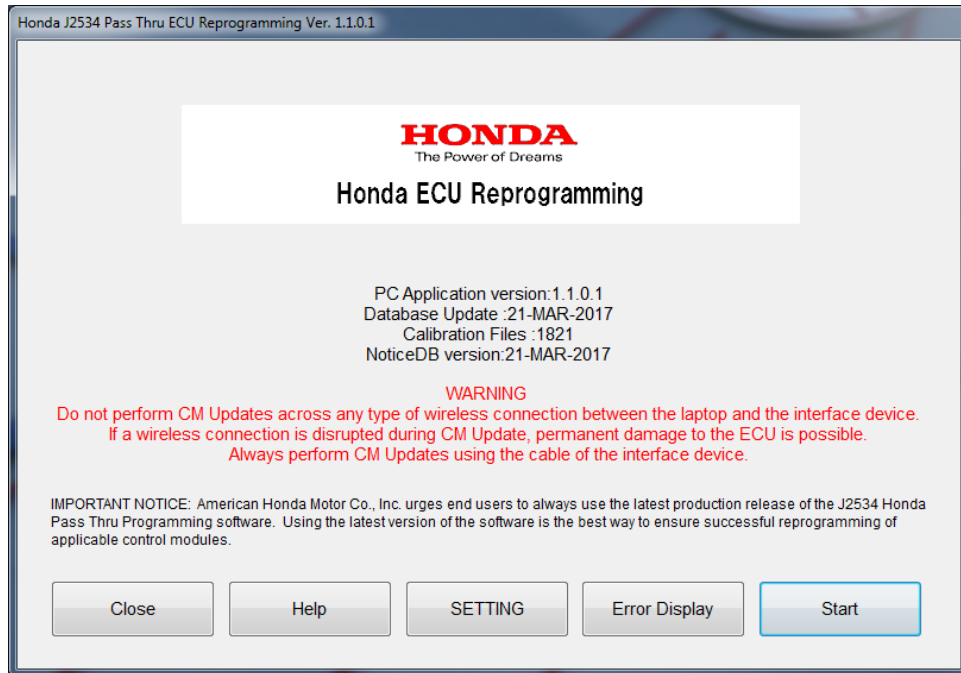 Honda J2534 Pass Thru ECU Reprogramming Ver. 1.1.0.1
HONDA
The Power of Dreams
Honda ECU Reprogramming
PC Application version:1.1.0.1
Database Update :21-MAR-2017
Calibration Files :1821
NoticeDB version:21-MAR-2017
WARNING
Do not perform CM Updates across any type of wireless connection between the laptop and the interface device.
If a wireless connection is disrupted during CM Update, permanent damage to the ECU is possible.
Always perform CM Updates using the cable of the interface device.
IMPORTANT NOTICE: American Honda Motor Co., Inc. urges end users to always use the latest production release of the J2534 Honda
Pass Thru Programming software. Using the latest version of the software is the best way to ensure successful reprogramming of
applicable control modules.
Close Help SETTING Error Display Start